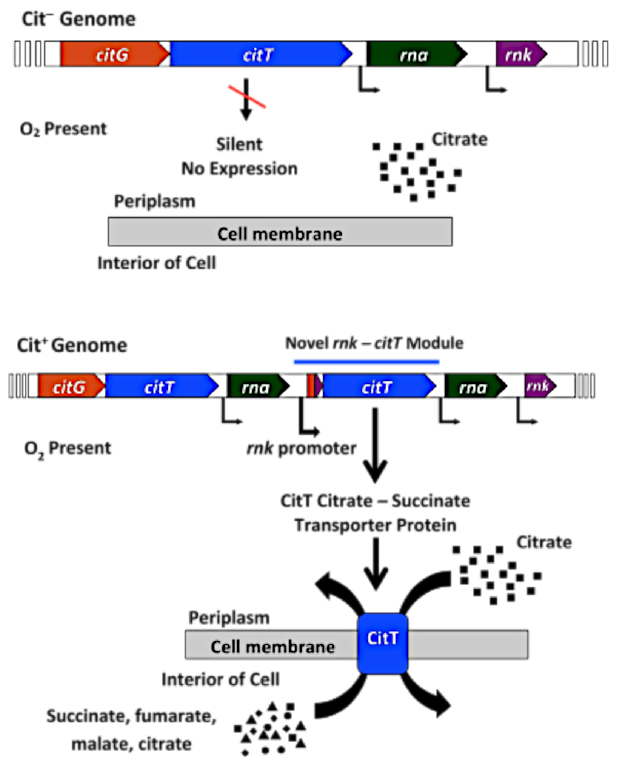 Cit⁻ Genome
citG citT rna rnk
O₂ Present
Silent
No Expression
Citrate
Periplasm
Cell membrane
Interior of Cell
Novel rnk – citT Module
Cit⁺ Genome
citG citT rna citT rna rnk
O₂ Present
rnk promoter
CitT Citrate – Succinate
Transporter Protein
Citrate
Periplasm
CitT
Cell membrane
Interior of Cell
Succinate, fumarate,
malate, citrate